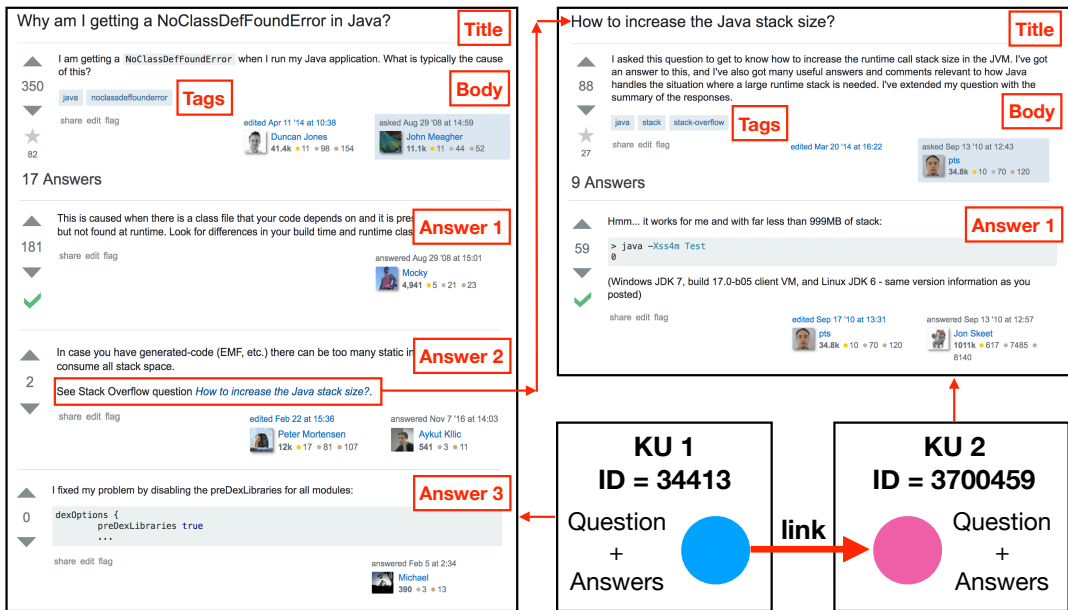 Why am I getting a NoClassDefFoundError in Java?
Title
350
I am getting a NoClassDefFoundError when I run my Java application. What is typically the cause
of this?
Body
java noclassdeffounderror
Tags
82
share edit flag
edited Apr 11 '14 at 10:38
Duncan Jones
41.4k 11 98 154
asked Aug 29 '08 at 14:59
John Meagher
11.1k 11 44 52
17 Answers
181
This is caused when there is a class file that your code depends on and it is pres
but not found at runtime. Look for differences in your build time and runtime clas
Answer 1
share edit flag
answered Aug 29 '08 at 15:01
Mocky
4,941 5 21 23
2
In case you have generated-code (EMF, etc.) there can be too many static in
consume all stack space.
Answer 2
See Stack Overflow question How to increase the Java stack size?.
share edit flag
edited Feb 22 at 15:36
Peter Mortensen
12k 17 81 107
answered Nov 7 '16 at 14:03
Aykut Kllic
541 3 11
0
I fixed my problem by disabling the preDexLibraries for all modules:
Answer 3
dexOptions {
preDexLibraries true
...
share edit flag
answered Feb 5 at 2:34
Michael
390 3 13
How to increase the Java stack size?
Title
88
I asked this question to get to know how to increase the runtime call stack size in the JVM. I've got
an answer to this, and I've also got many useful answers and comments relevant to how Java
handles the situation where a large runtime stack is needed. I've extended my question with the
summary of the responses.
Body
java stack stack-overflow
Tags
27
share edit flag
edited Mar 20 '14 at 16:22
asked Sep 13 '10 at 12:43
pts
34.8k 10 70 120
9 Answers
59
Hmm... it works for me and with far less than 999MB of stack:
Answer 1
> java -Xss4m Test
0
(Windows JDK 7, build 17.0-b05 client VM, and Linux JDK 6 - same version information as you
posted)
share edit flag
edited Sep 17 '10 at 13:31
pts
34.8k 10 70 120
answered Sep 13 '10 at 12:57
Jon Skeet
1011k 617 7485
8140
KU 1
ID = 34413
Question
+
Answers
link
KU 2
ID = 3700459
Question
+
Answers